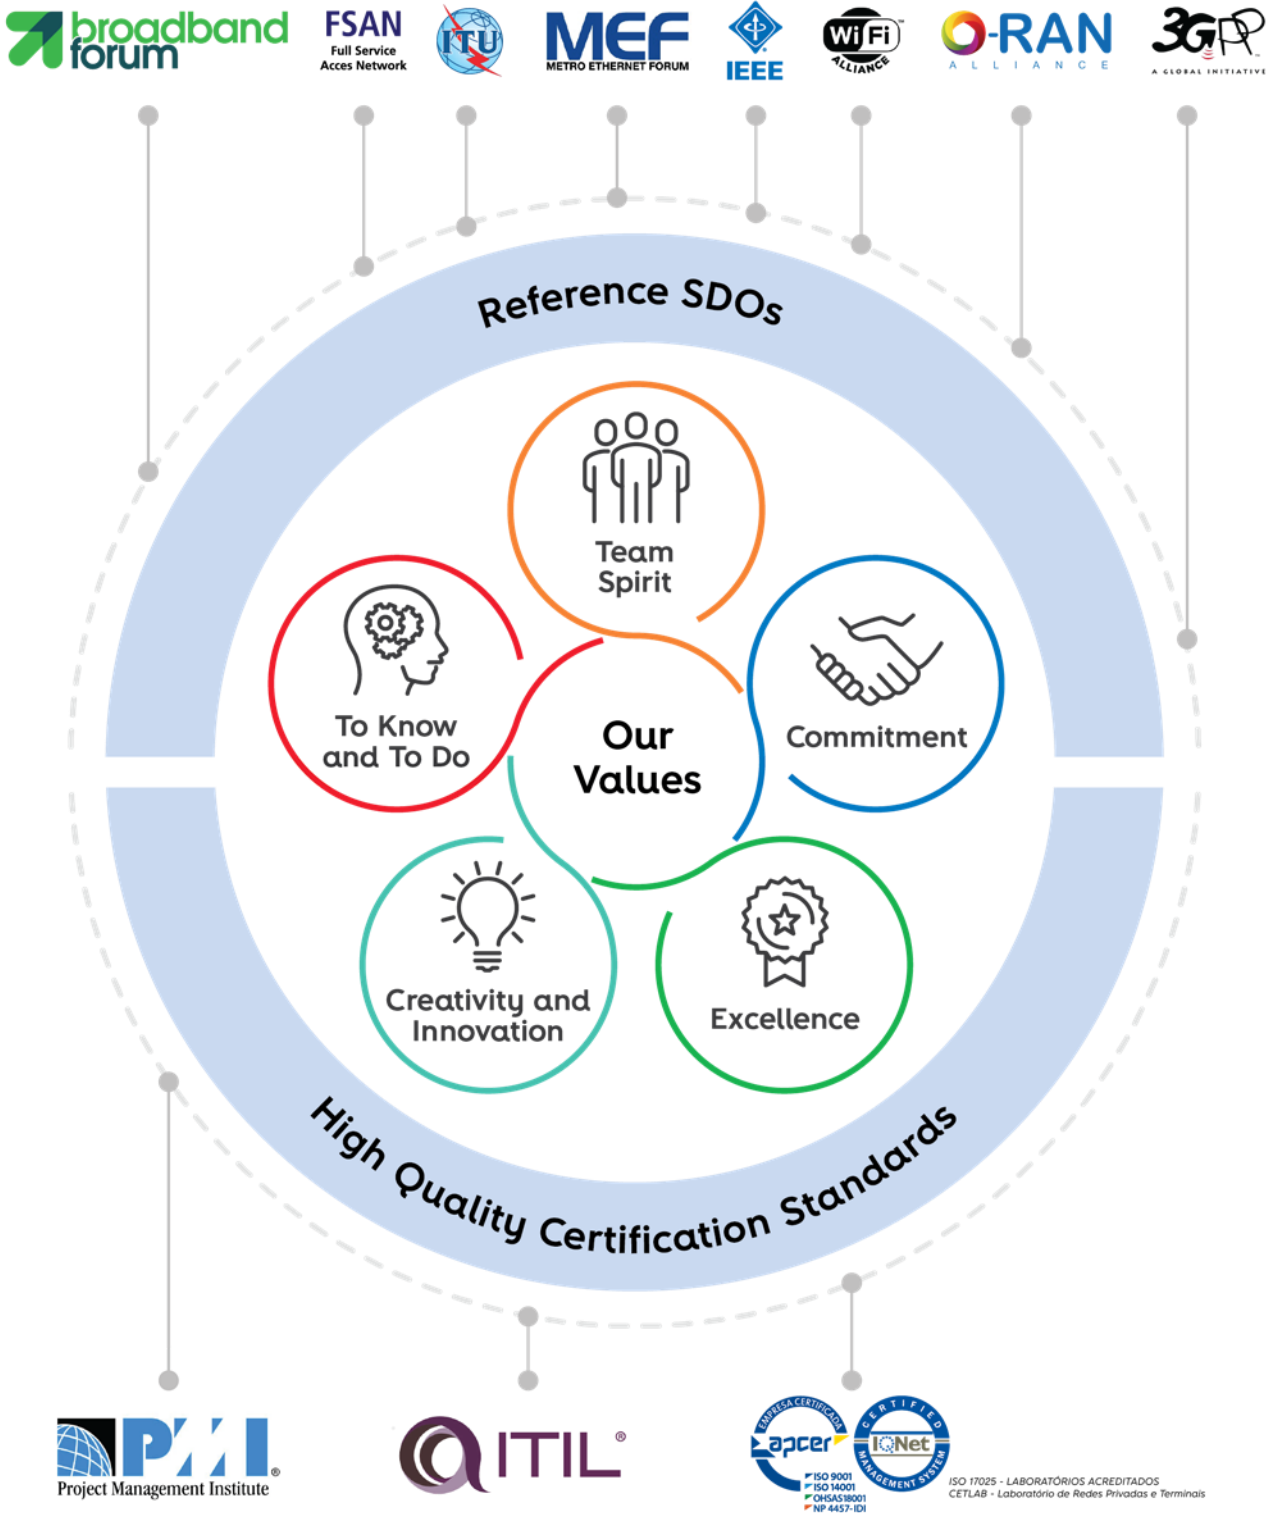 broadband
forum
FSAN
Full Service
Acces Network
ITU
MEF
METRO ETHERNET FORUM
IEEE
Wi Fi
ALLIANCE
O-RAN
ALLIANCE
3GPP
A GLOBAL INITIATIVE
Reference SDOs
Team
Spirit
To Know
and To Do
Commitment
Our
Values
Creativity and
Innovation
Excellence
High Quality Certification Standards
PMI
Project Management Institute
ITIL®
EMPRESA CERTIFICADA
apcer
ISO 9001
ISO 14001
OHSAS18001
NP 4457-IDI
CERTIFIED
IQNet
MANAGEMENT SYSTEM
ISO 17025 - LABORATÓRIOS ACREDITADOS
CETLAB - Laboratório de Redes Privadas e Terminais